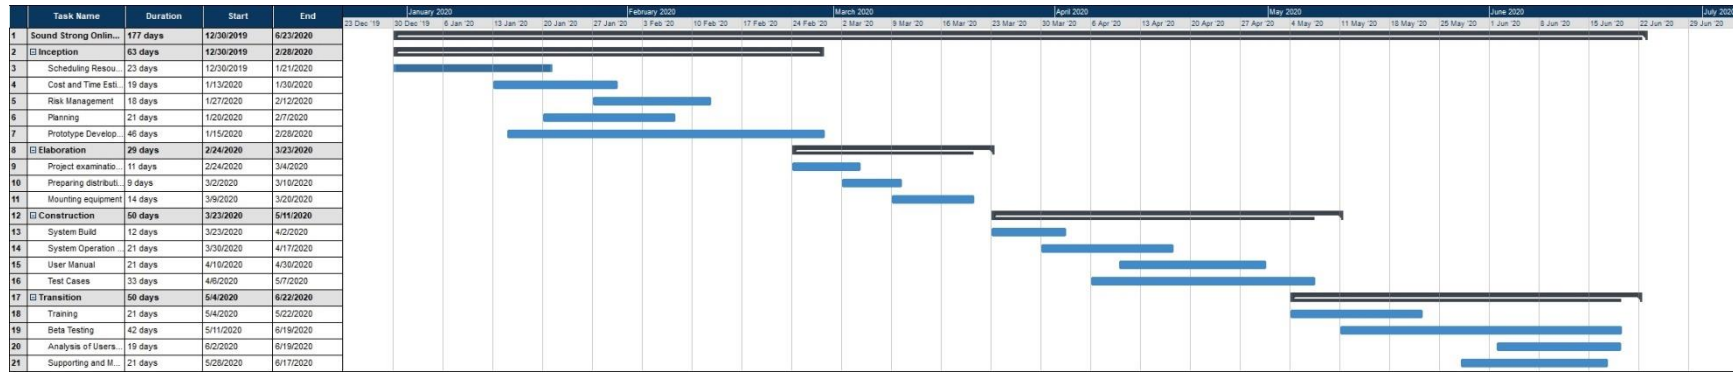 Task Name Duration Start End January 2020 February 2020 March 2020 April 2020 May 2020 June 2020 July 2020
23 Dec '19 30 Dec '19 6 Jan '20 13 Jan '20 20 Jan '20 27 Jan '20 3 Feb '20 10 Feb '20 17 Feb '20 24 Feb '20 2 Mar '20 9 Mar '20 16 Mar '20 23 Mar '20 30 Mar '20 6 Apr '20 13 Apr '20 20 Apr '20 27 Apr '20 4 May '20 11 May '20 18 May '20 25 May '20 1 Jun '20 8 Jun '20 15 Jun '20 22 Jun '20 29 Jun '20
1 Sound Strong Onlin... 177 days 12/30/2019 6/23/2020
2 Inception 63 days 12/30/2019 2/28/2020
3 Scheduling Resou... 23 days 12/30/2019 1/21/2020
4 Cost and Time Esti... 19 days 1/13/2020 1/30/2020
5 Risk Management 18 days 1/27/2020 2/12/2020
6 Planning 21 days 1/20/2020 2/7/2020
7 Prototype Develop... 46 days 1/15/2020 2/28/2020
8 Elaboration 29 days 2/24/2020 3/23/2020
9 Project examinatio... 11 days 2/24/2020 3/4/2020
10 Preparing distributi... 9 days 3/2/2020 3/10/2020
11 Mounting equipment 14 days 3/9/2020 3/20/2020
12 Construction 50 days 3/23/2020 5/11/2020
13 System Build 12 days 3/23/2020 4/2/2020
14 System Operation ... 21 days 3/30/2020 4/17/2020
15 User Manual 21 days 4/10/2020 4/30/2020
16 Test Cases 33 days 4/6/2020 5/7/2020
17 Transition 50 days 5/4/2020 6/22/2020
18 Training 21 days 5/4/2020 5/22/2020
19 Beta Testing 42 days 5/11/2020 6/19/2020
20 Analysis of Users... 19 days 6/2/2020 6/19/2020
21 Supporting and M... 21 days 5/28/2020 6/17/2020